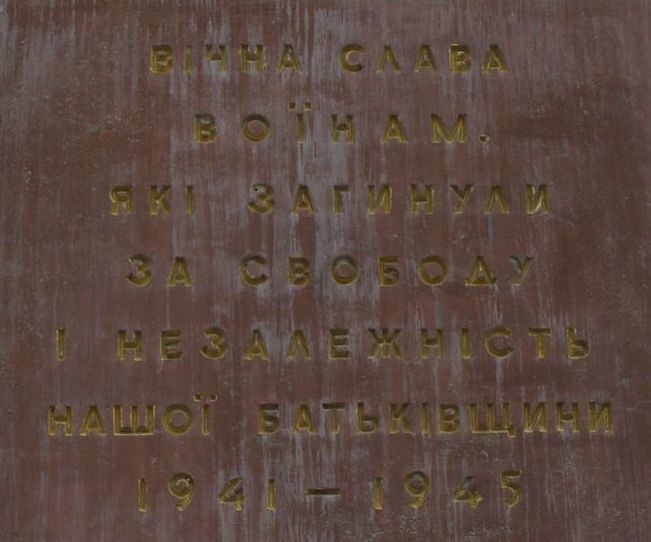 ВІЧНА СЛАВА
ВОЇНАМ.
ЯКІ ЗАГИНУЛИ
ЗА СВОБОДУ
І НЕЗАЛЕЖНІСТЬ
НАШОЇ БАТЬКІВЩИНИ
1941 — 1945